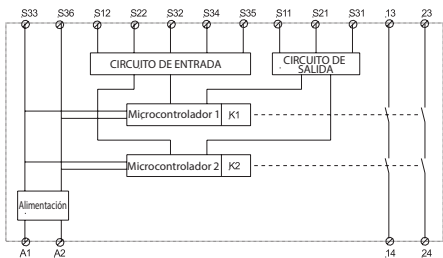 S33 S36 S12 S22 S32 S34 S35 S11 S21 S31 13 23
CIRCUITO DE ENTRADA
CIRCUITO DE
SALIDA
Microcontrolador 1 K1
Microcontrolador 2 K2
Alimentación
A1 A2 14 24